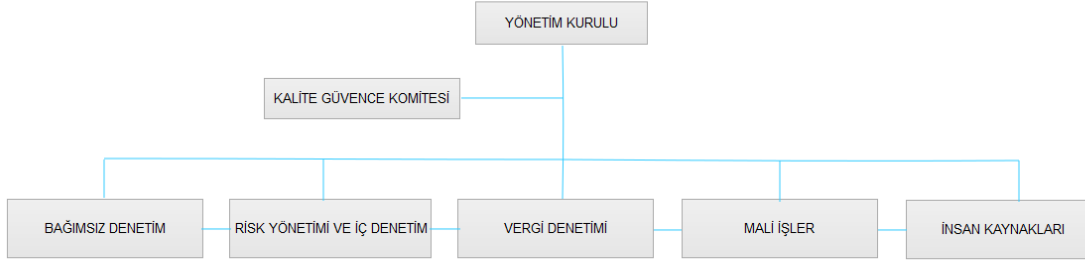 YÖNETİM KURULU
KALİTE GÜVENCE KOMİTESİ
BAĞIMSIZ DENETİM
RİSK YÖNETİMİ VE İÇ DENETİM
VERGİ DENETİMİ
MALİ İŞLER
İNSAN KAYNAKLARI